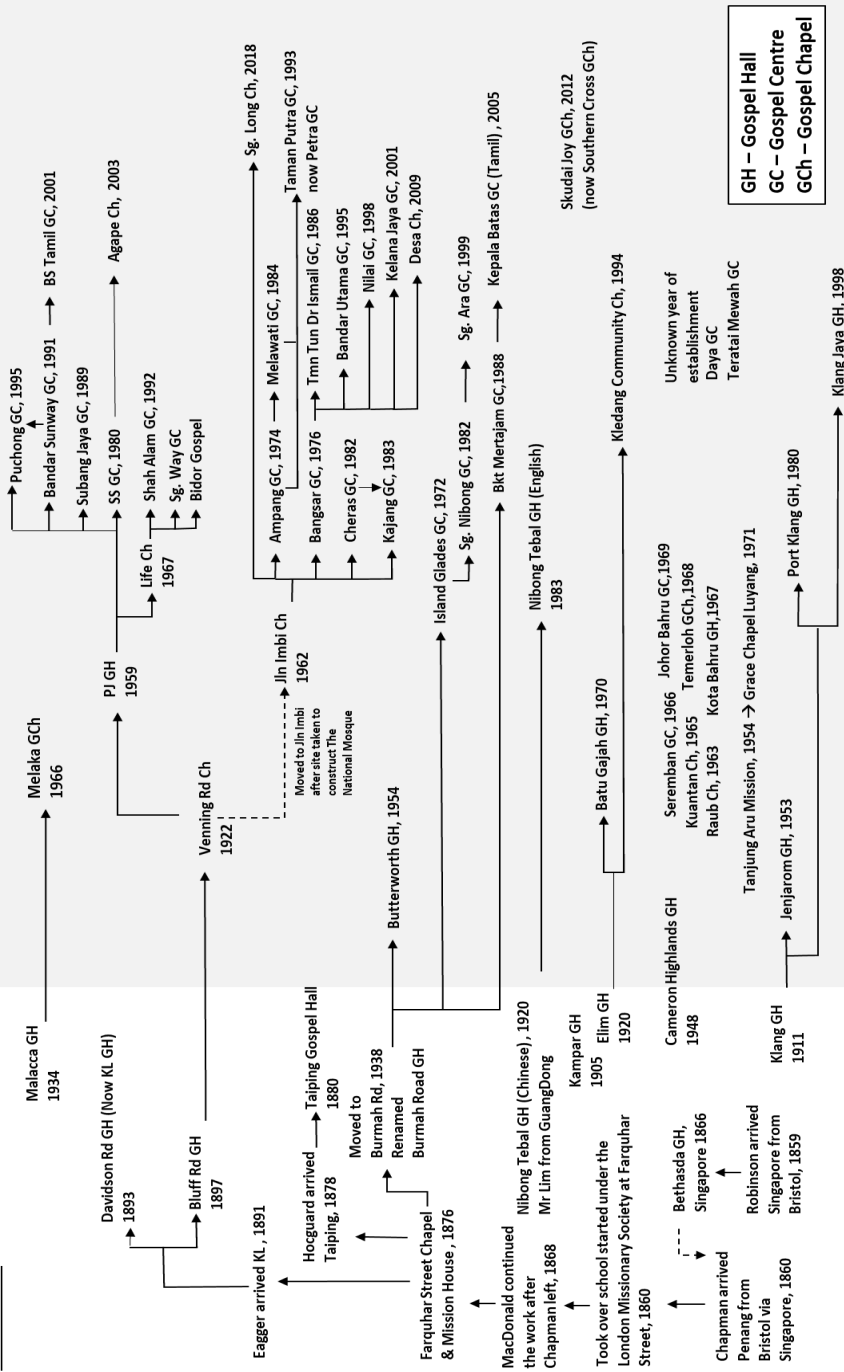 Malacca GH
1934
Melaka GCh
1966
Davidson Rd GH (Now KL GH)
1893
Bluff Rd GH
1897
Eagger arrived KL , 1891
Venning Rd Ch
1922
PJ GH
1959
Puchong GC, 1995
Bandar Sunway GC, 1991
BS Tamil GC, 2001
Subang Jaya GC, 1989
SS GC, 1980
Agape Ch, 2003
Life Ch
1967
Shah Alam GC, 1992
Sg. Way GC
Bidor Gospel
Moved to Jln Imbi
after site taken to
construct The
National Mosque
Jln Imbi Ch
1962
Sg. Long Ch, 2018
Ampang GC, 1974
Melawati GC, 1984
Taman Putra GC, 1993
Bangsar GC, 1976
Tmn Tun Dr Ismail GC, 1986 now Petra GC
Cheras GC, 1982
Bandar Utama GC, 1995
Kajang GC, 1983
Nilai GC, 1998
Kelana Jaya GC, 2001
Desa Ch, 2009
Hocguard arrived
Taiping, 1878
Taiping Gospel Hall
1880
Farquhar Street Chapel
& Mission House , 1876
Moved to
Burmah Rd, 1938
Renamed
Burmah Road GH
Butterworth GH, 1954
Island Glades GC, 1972
Sg. Nibong GC, 1982
Sg. Ara GC, 1999
Bkt Mertajam GC,1988
Kepala Batas GC (Tamil) , 2005
MacDonald continued
the work after
Chapman left, 1868
Nibong Tebal GH (Chinese) , 1920
Mr Lim from GuangDong
Nibong Tebal GH (English)
1983
Skudai Joy GCh, 2012
(now Southern Cross GCh)
Kampar GH
1905
Elim GH
1920
Batu Gajah GH, 1970
Kledang Community Ch, 1994
Took over school started under the
London Missionary Society at Farquhar
Street, 1860
Cameron Highlands GH
1948
Seremban GC, 1966
Johor Bahru GC,1969
Kuantan Ch, 1965
Temerloh GCh,1968
Raub Ch, 1963
Kota Bahru GH,1967
Unknown year of
establishment
Daya GC
Teratai Mewah GC
Tanjung Aru Mission, 1954 → Grace Chapel Luyang, 1971
Chapman arrived
Penang from
Bristol via
Singapore, 1860
Bethasda GH,
Singapore 1866
Robinson arrived
Singapore from
Bristol, 1859
Klang GH
1911
Jenjarom GH, 1953
Port Klang GH, 1980
Klang Java GH, 1998
GH – Gospel Hall
GC – Gospel Centre
GCh – Gospel Chapel